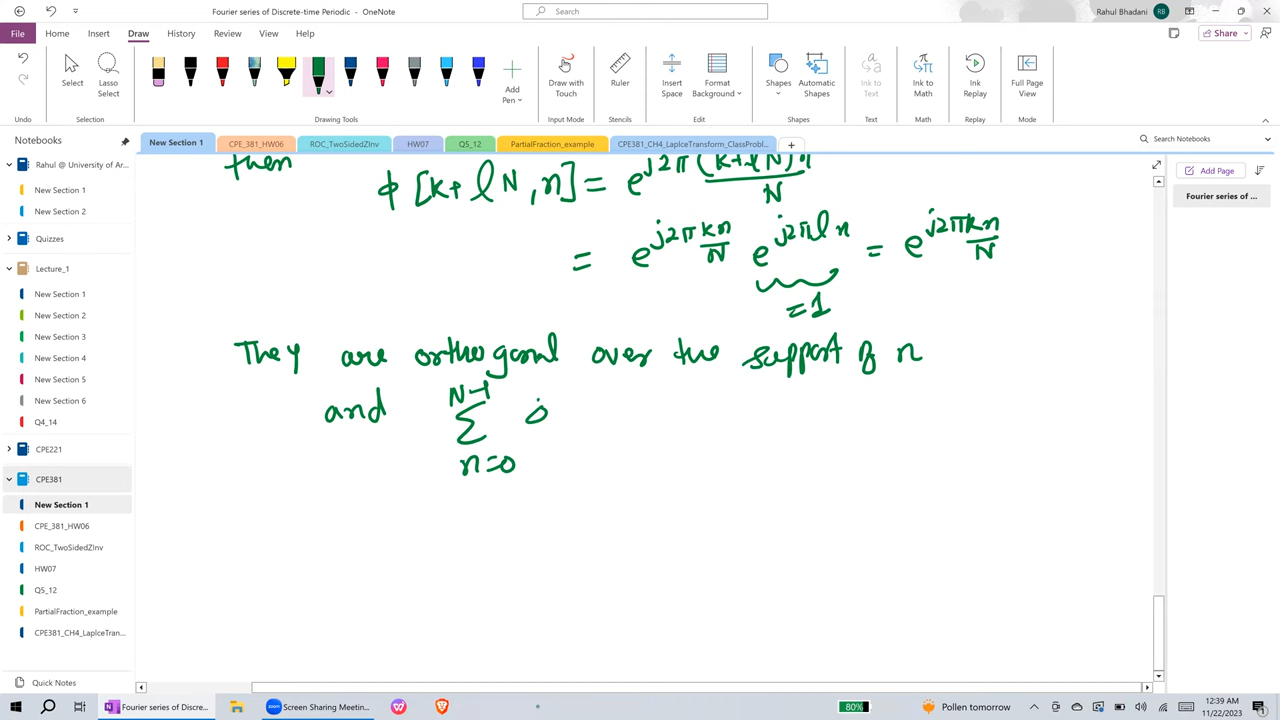 Fourier series of Discrete-time Periodic - OneNote
Search
Rahul Bhadani
RB
File Home Insert Draw History Review View Help
Share
Undo
Select
Lasso Select
Add Pen
Draw with Touch
Ruler
Insert Space
Format Background
Shapes
Automatic Shapes
Ink to Text
Ink to Math
Ink Replay
Full Page View
Undo Selection Drawing Tools Input Mode Stencils Edit Shapes Text Math Replay Mode
Notebooks
New Section 1 CPE_381_HW06 ROC_TwoSidedZInv HW07 Q5_12 PartialFraction_example CPE381_CH4_LaplceTransform_ClassProbl...
Search Notebooks
Rahul @ University of Ar...
New Section 1
New Section 2
Quizzes
Lecture_1
New Section 1
New Section 2
New Section 3
New Section 4
New Section 5
New Section 6
Q4_14
CPE221
CPE381
New Section 1
CPE_381_HW06
ROC_TwoSidedZInv
HW07
Q5_12
PartialFraction_example
CPE381_CH4_LaplceTran...
Quick Notes
then
ϕ [k+lN, n] = e^{j2π (k+lN)n/N}
= e^{j2π kn/N} e^{j2πln} = e^{j2πkn/N}
=1
They are orthogonal over the support of n
and Σ_{n=0}^{N-1}
Add Page
Fourier series of ...
Fourier series of Discre...
Screen Sharing Meetin...
80%
Pollen tomorrow
12:39 AM
11/22/2023